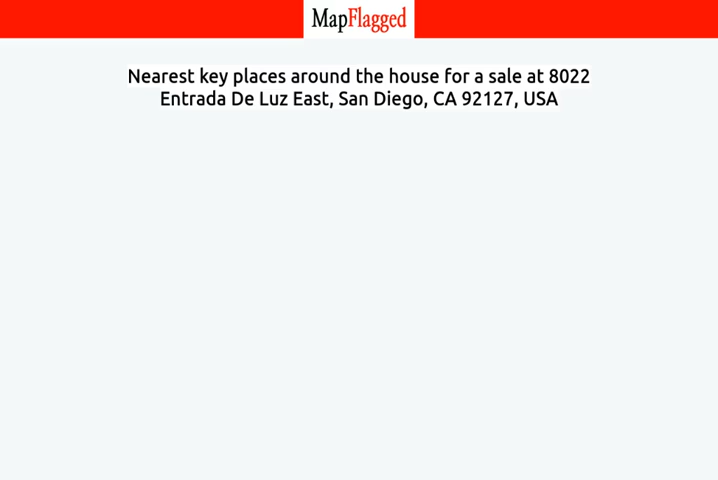 MapFlagged
Nearest key places around the house for a sale at 8022
Entrada De Luz East, San Diego, CA 92127, USA